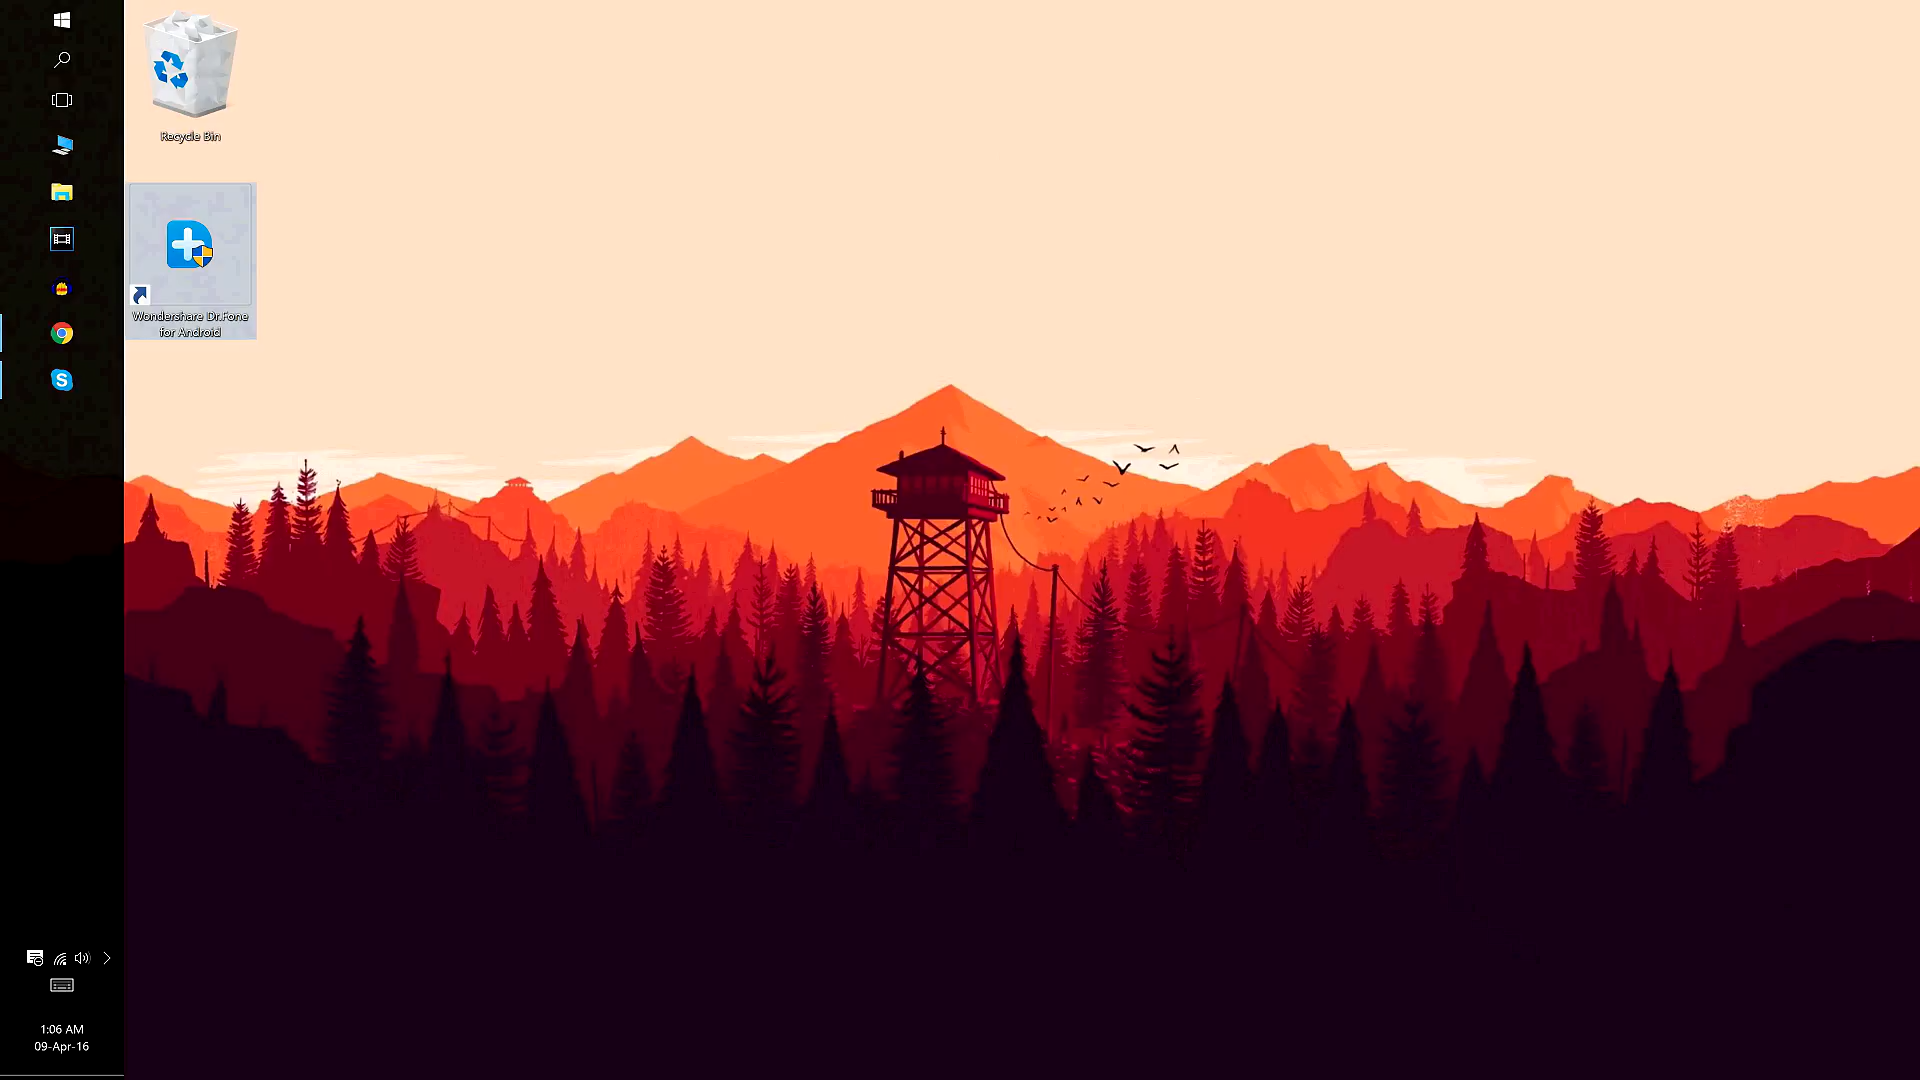 Recycle Bin
Wondershare Dr.Fone
for Android
S
1:06 AM
09-Apr-16